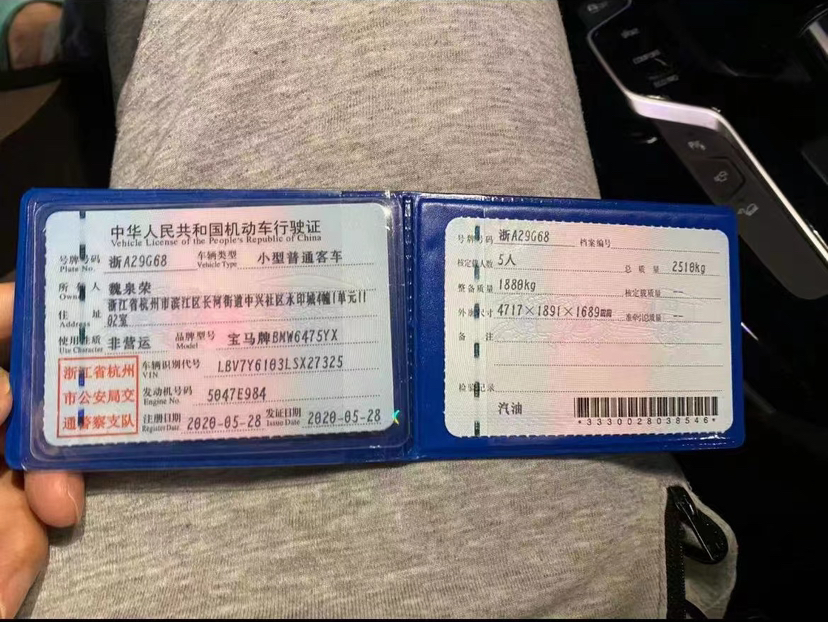 中华人民共和国机动车行驶证
Vehicle License of the People's Republic of China
号牌号码 浙A29G68 车辆类型 小型普通客车
Plate No. Vehicle Type
所有人 魏泉荣
Owner
浙江省杭州市滨江区长河街道中兴社区水印城4幢1单元11
住址 02室
Address
使用性质 非营运 品牌型号 宝马牌BMW6475YX
Use Character Model
浙江省杭州
市公安局交
通警察支队
车辆识别代号 LBV7Y6103LSX27325
VIN
发动机号码 5047E984
Engine No.
注册日期 2020-05-28 发证日期 2020-05-28
Register Date Issue Date
号牌号码 浙A29G68 档案编号
核定载人数 5人 总质量 2510kg
整备质量 1880kg 核定载质量 --
外廓尺寸 4717×1891×1689 准牵引总质量 --
备注
检验记录
汽油
*3330028038546*
COMFORT